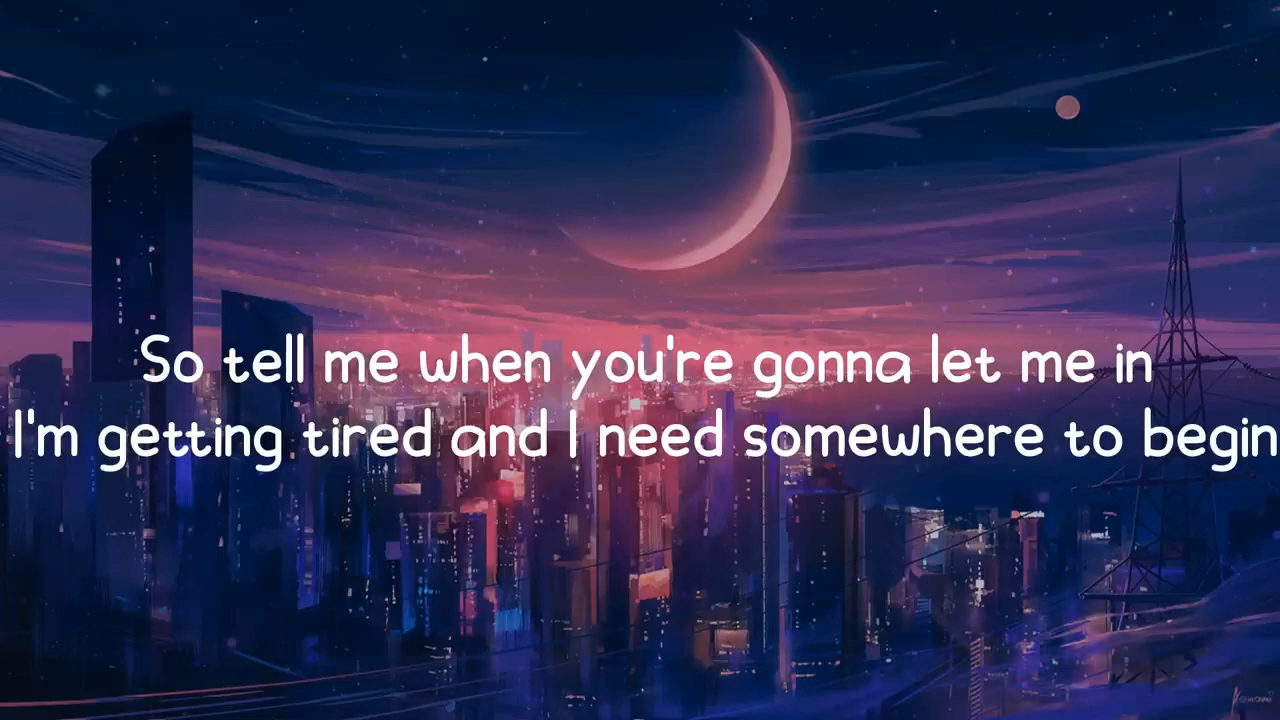 So tell me when you're gonna let me in
I'm getting tired and I need somewhere to begin